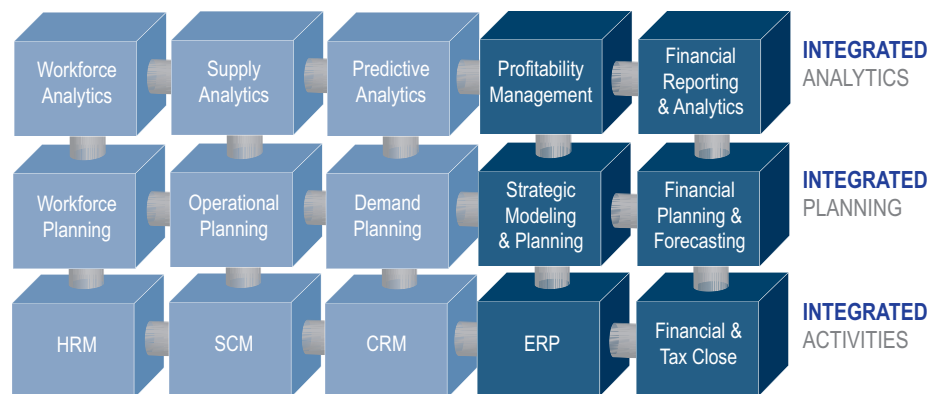 Workforce
Analytics
Supply
Analytics
Predictive
Analytics
Profitability
Management
Financial
Reporting
& Analytics
INTEGRATED
ANALYTICS
Workforce
Planning
Operational
Planning
Demand
Planning
Strategic
Modeling
& Planning
Financial
Planning &
Forecasting
INTEGRATED
PLANNING
HRM
SCM
CRM
ERP
Financial &
Tax Close
INTEGRATED
ACTIVITIES